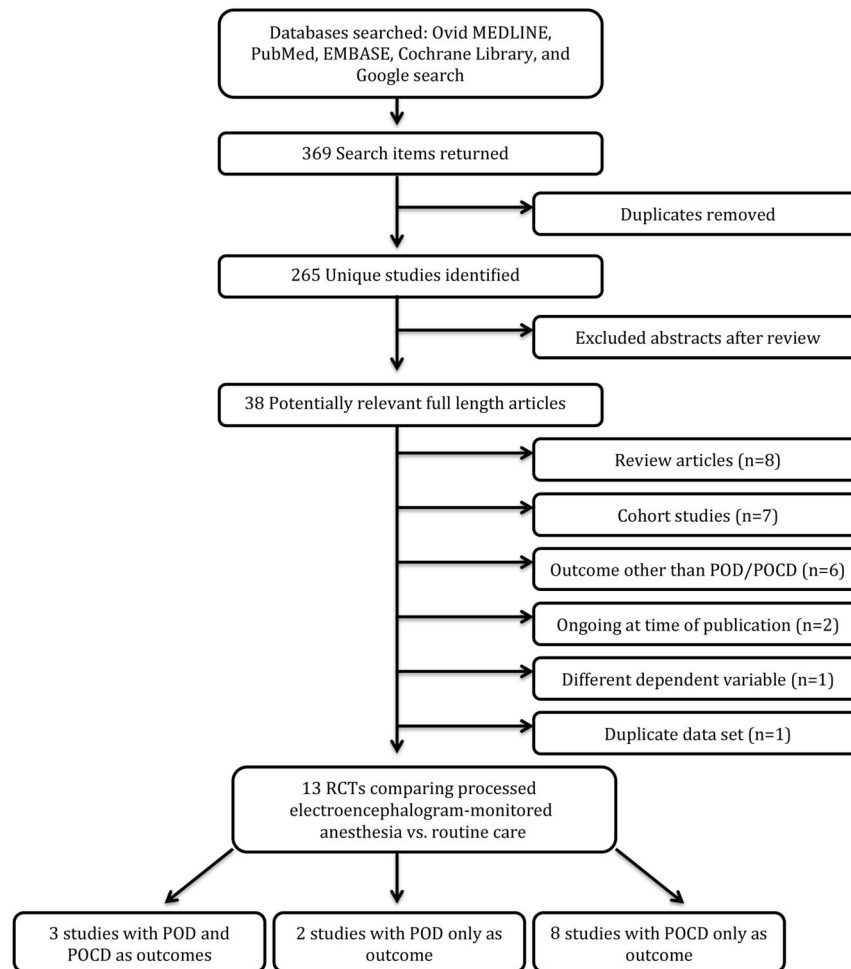 Databases searched: Ovid MEDLINE,
PubMed, EMBASE, Cochrane Library, and
Google search
369 Search items returned
Duplicates removed
265 Unique studies identified
Excluded abstracts after review
38 Potentially relevant full length articles
Review articles (n=8)
Cohort studies (n=7)
Outcome other than POD/POCD (n=6)
Ongoing at time of publication (n=2)
Different dependent variable (n=1)
Duplicate data set (n=1)
13 RCTs comparing processed
electroencephalogram-monitored
anesthesia vs. routine care
3 studies with POD and
POCD as outcomes
2 studies with POD only as
outcome
8 studies with POCD only as
outcome